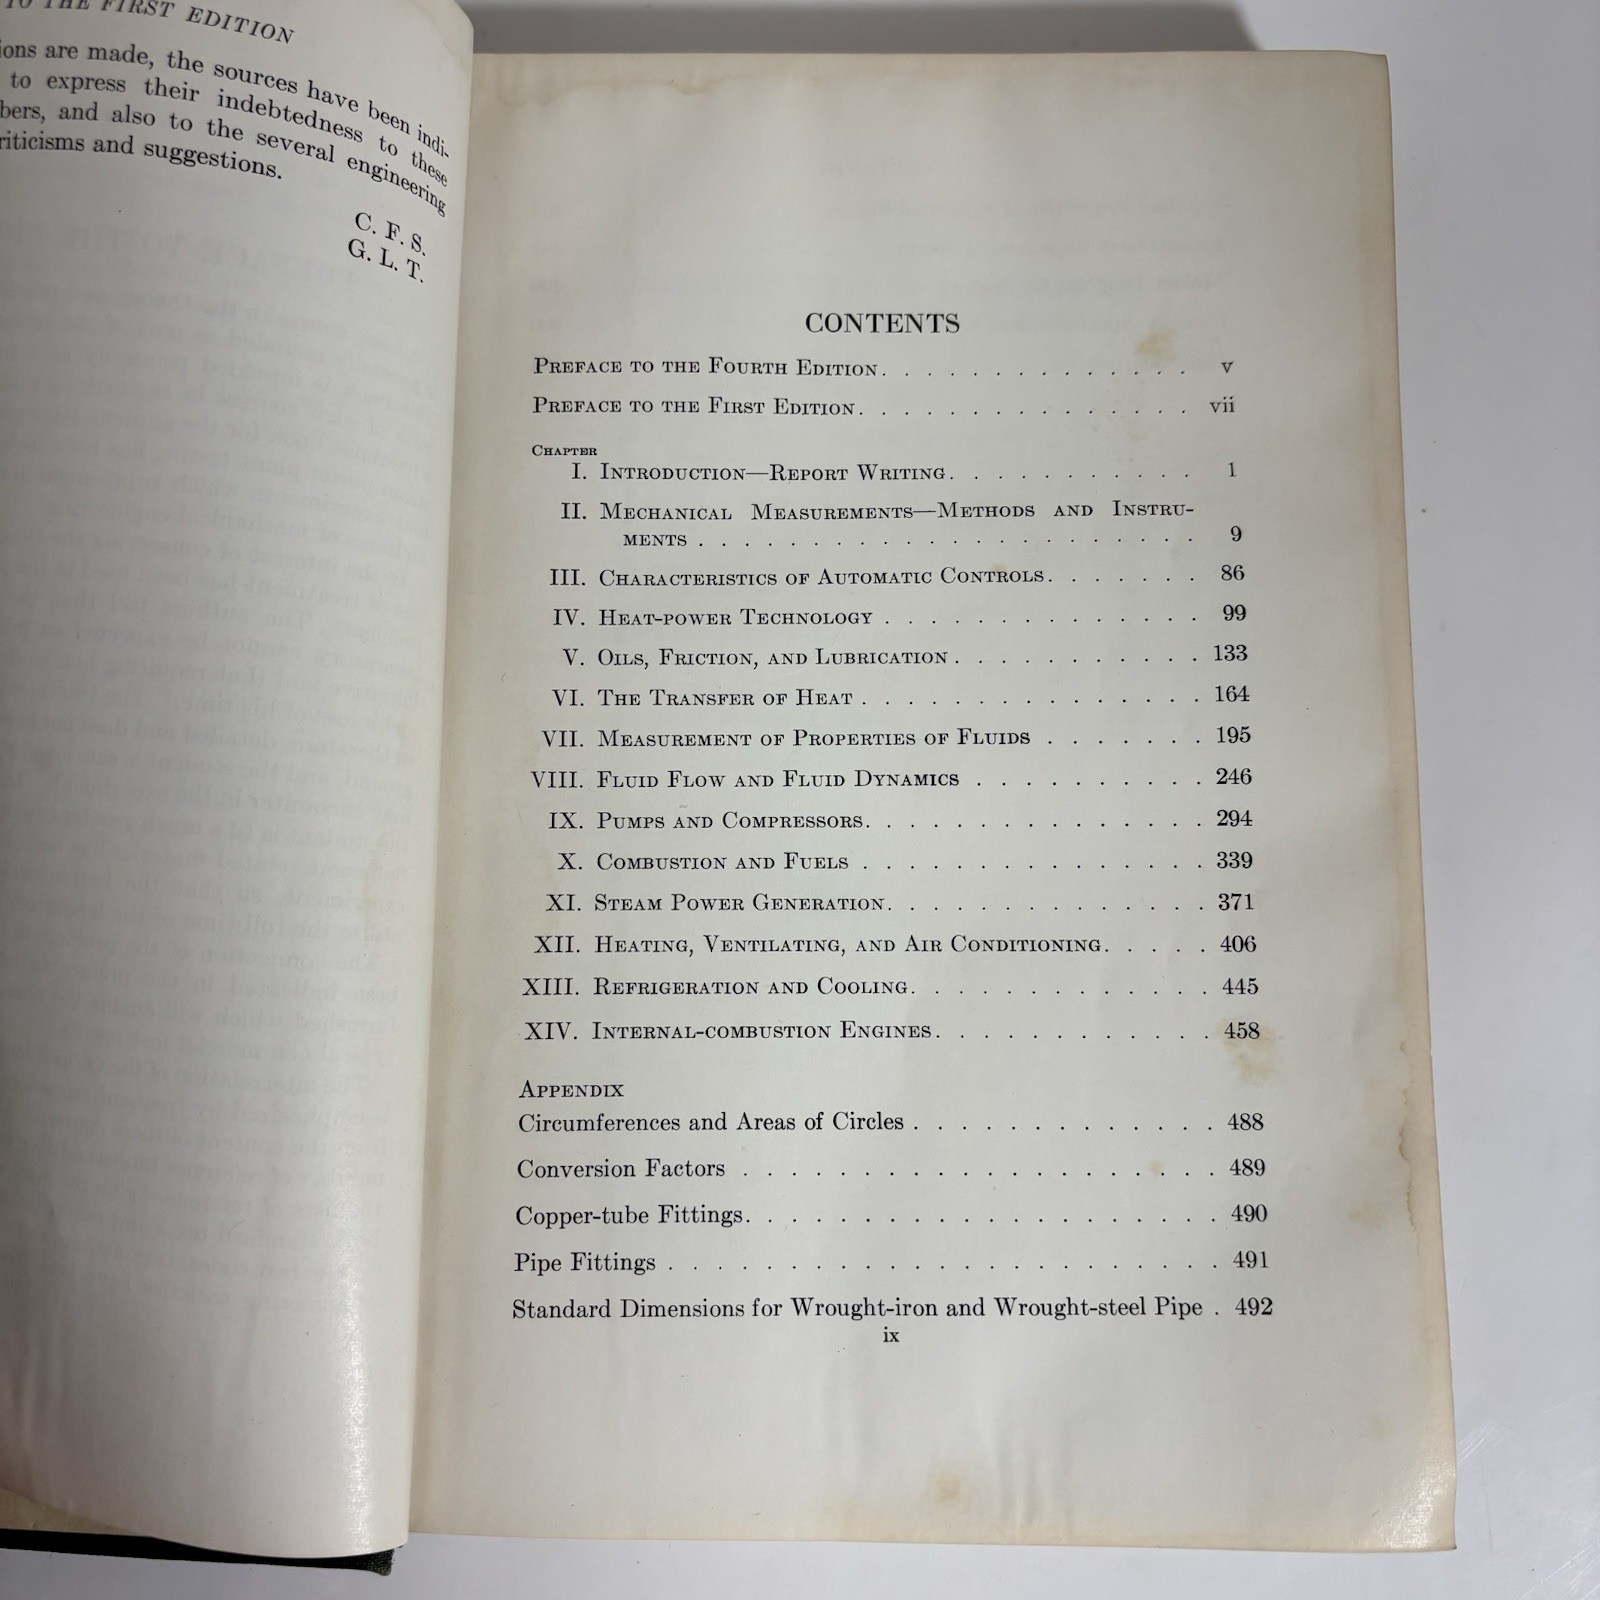 TO THE FIRST EDITION
ions are made, the sources have been indi-
to express their indebtedness to these
bers, and also to the several engineering
riticisms and suggestions.
C. F. S.
G. L. T.
CONTENTS
PREFACE TO THE FOURTH EDITION. . . . . . . . . . . . . . v
PREFACE TO THE FIRST EDITION. . . . . . . . . . . . . . . vii
CHAPTER
I. INTRODUCTION—REPORT WRITING. . . . . . . . . . . 1
II. MECHANICAL MEASUREMENTS—METHODS AND INSTRU-
MENTS . . . . . . . . . . . . . . . . . . . . . . 9
III. CHARACTERISTICS OF AUTOMATIC CONTROLS. . . . . . . 86
IV. HEAT-POWER TECHNOLOGY . . . . . . . . . . . . . . 99
V. OILS, FRICTION, AND LUBRICATION. . . . . . . . . . . 133
VI. THE TRANSFER OF HEAT . . . . . . . . . . . . . . . 164
VII. MEASUREMENT OF PROPERTIES OF FLUIDS . . . . . . . 195
VIII. FLUID FLOW AND FLUID DYNAMICS . . . . . . . . . . 246
IX. PUMPS AND COMPRESSORS. . . . . . . . . . . . . . . 294
X. COMBUSTION AND FUELS . . . . . . . . . . . . . . . 339
XI. STEAM POWER GENERATION. . . . . . . . . . . . . . 371
XII. HEATING, VENTILATING, AND AIR CONDITIONING. . . . . 406
XIII. REFRIGERATION AND COOLING. . . . . . . . . . . . . 445
XIV. INTERNAL-COMBUSTION ENGINES. . . . . . . . . . . . 458
APPENDIX
Circumferences and Areas of Circles . . . . . . . . . . . . . . 488
Conversion Factors . . . . . . . . . . . . . . . . . . . . . 489
Copper-tube Fittings. . . . . . . . . . . . . . . . . . . . . 490
Pipe Fittings . . . . . . . . . . . . . . . . . . . . . . . 491
Standard Dimensions for Wrought-iron and Wrought-steel Pipe . 492
ix